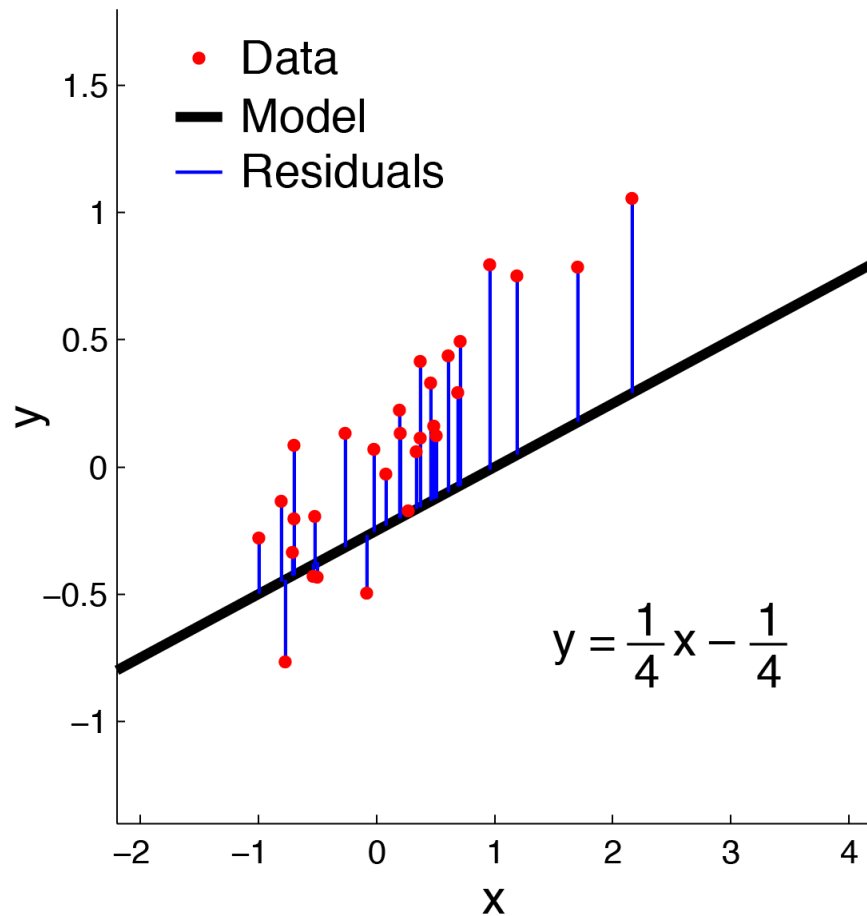 Data
Model
Residuals
1.5
1
0.5
0
−0.5
−1
y
y = 1/4 x − 1/4
−2 −1 0 1 2 3 4
x